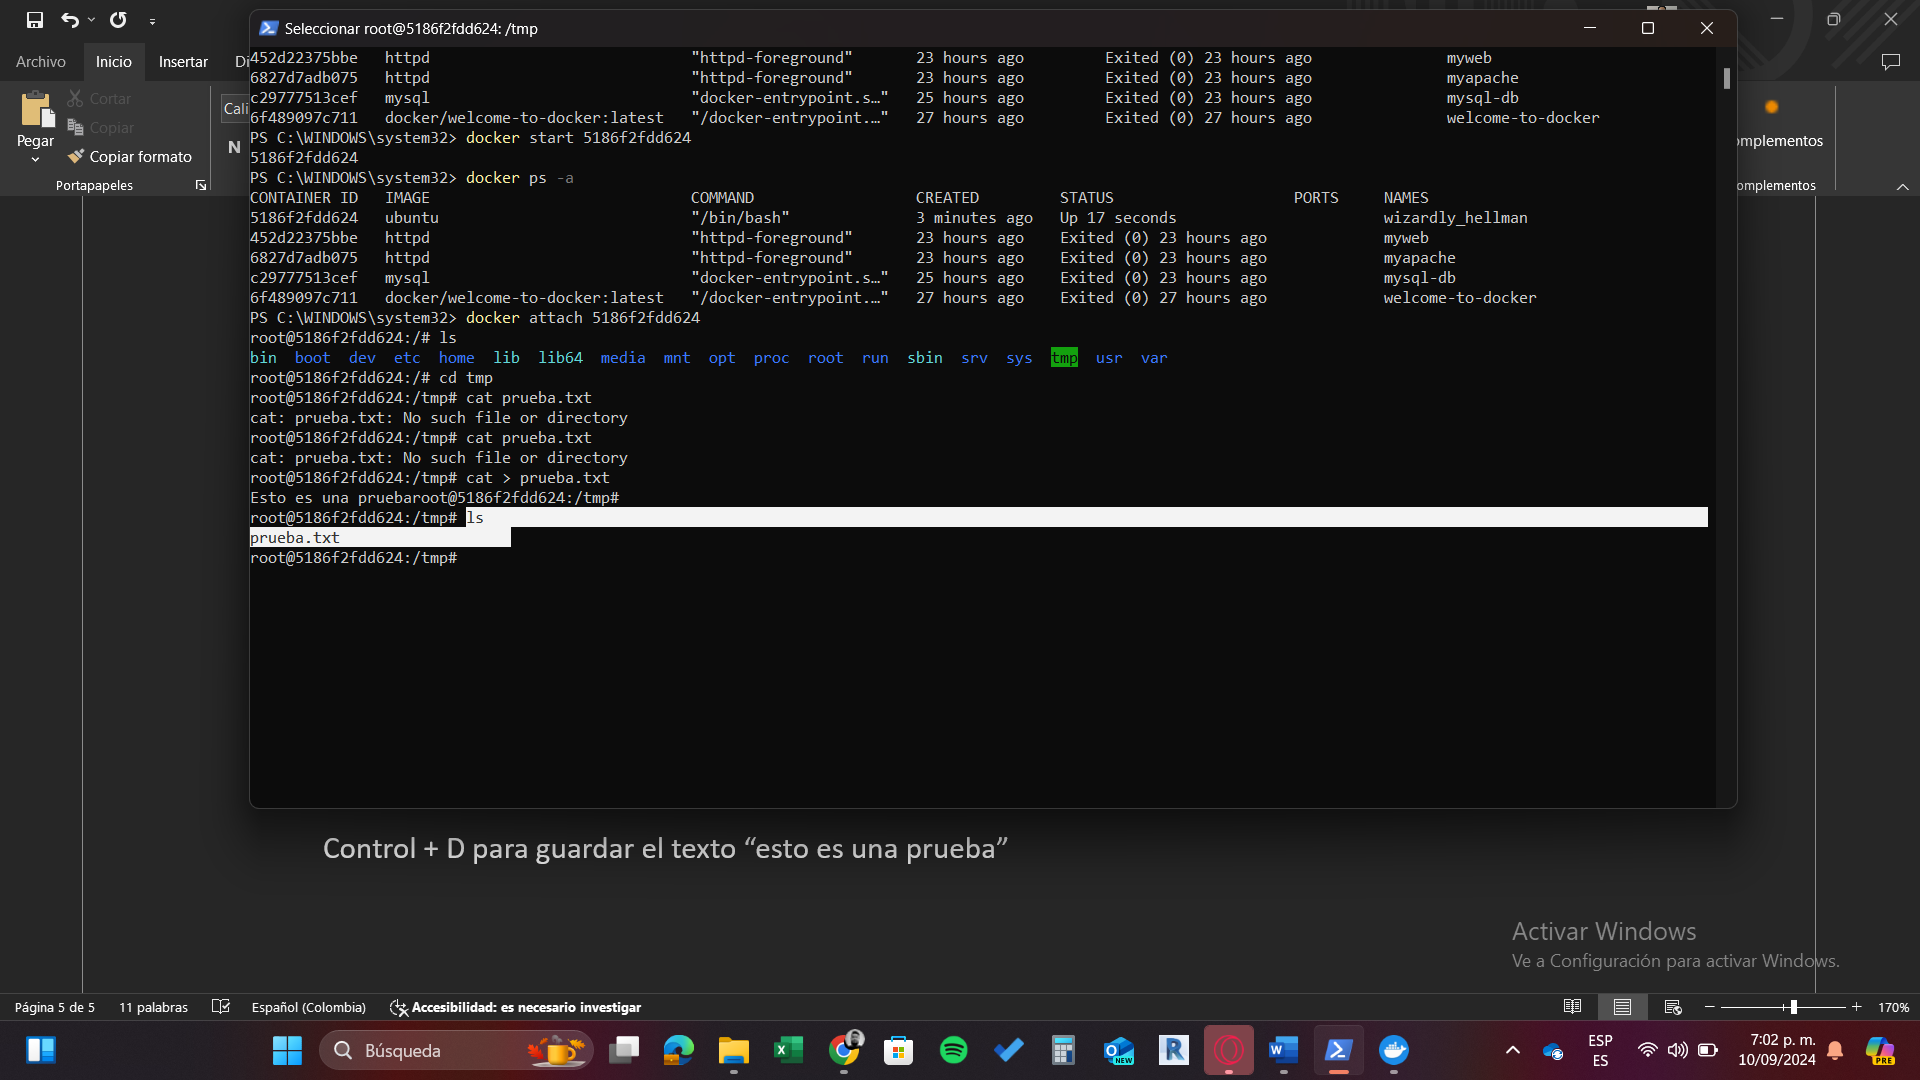 Seleccionar root@5186f2fdd624: /tmp
Archivo Inicio Insertar Di
Cortar
Copiar
Copiar formato
Pegar
Portapapeles
Cali
N
omplementos
omplementos
452d22375bbe httpd "httpd-foreground" 23 hours ago Exited (0) 23 hours ago myweb
6827d7adb075 httpd "httpd-foreground" 23 hours ago Exited (0) 23 hours ago myapache
c29777513cef mysql "docker-entrypoint.s…" 25 hours ago Exited (0) 23 hours ago mysql-db
6f489097c711 docker/welcome-to-docker:latest "/docker-entrypoint.…" 27 hours ago Exited (0) 27 hours ago welcome-to-docker
PS C:\WINDOWS\system32> docker start 5186f2fdd624
5186f2fdd624
PS C:\WINDOWS\system32> docker ps -a
CONTAINER ID IMAGE COMMAND CREATED STATUS PORTS NAMES
5186f2fdd624 ubuntu "/bin/bash" 3 minutes ago Up 17 seconds wizardly_hellman
452d22375bbe httpd "httpd-foreground" 23 hours ago Exited (0) 23 hours ago myweb
6827d7adb075 httpd "httpd-foreground" 23 hours ago Exited (0) 23 hours ago myapache
c29777513cef mysql "docker-entrypoint.s…" 25 hours ago Exited (0) 23 hours ago mysql-db
6f489097c711 docker/welcome-to-docker:latest "/docker-entrypoint.…" 27 hours ago Exited (0) 27 hours ago welcome-to-docker
PS C:\WINDOWS\system32> docker attach 5186f2fdd624
root@5186f2fdd624:/# ls
bin boot dev etc home lib lib64 media mnt opt proc root run sbin srv sys tmp usr var
root@5186f2fdd624:/# cd tmp
root@5186f2fdd624:/tmp# cat prueba.txt
cat: prueba.txt: No such file or directory
root@5186f2fdd624:/tmp# cat prueba.txt
cat: prueba.txt: No such file or directory
root@5186f2fdd624:/tmp# cat > prueba.txt
Esto es una pruebaroot@5186f2fdd624:/tmp#
root@5186f2fdd624:/tmp# ls
prueba.txt
root@5186f2fdd624:/tmp#
Control + D para guardar el texto “esto es una prueba”
Activar Windows
Ve a Configuración para activar Windows.
Página 5 de 5 11 palabras Español (Colombia) Accesibilidad: es necesario investigar 170%
Búsqueda
NEW
ESP
ES
7:02 p. m.
10/09/2024
PRE